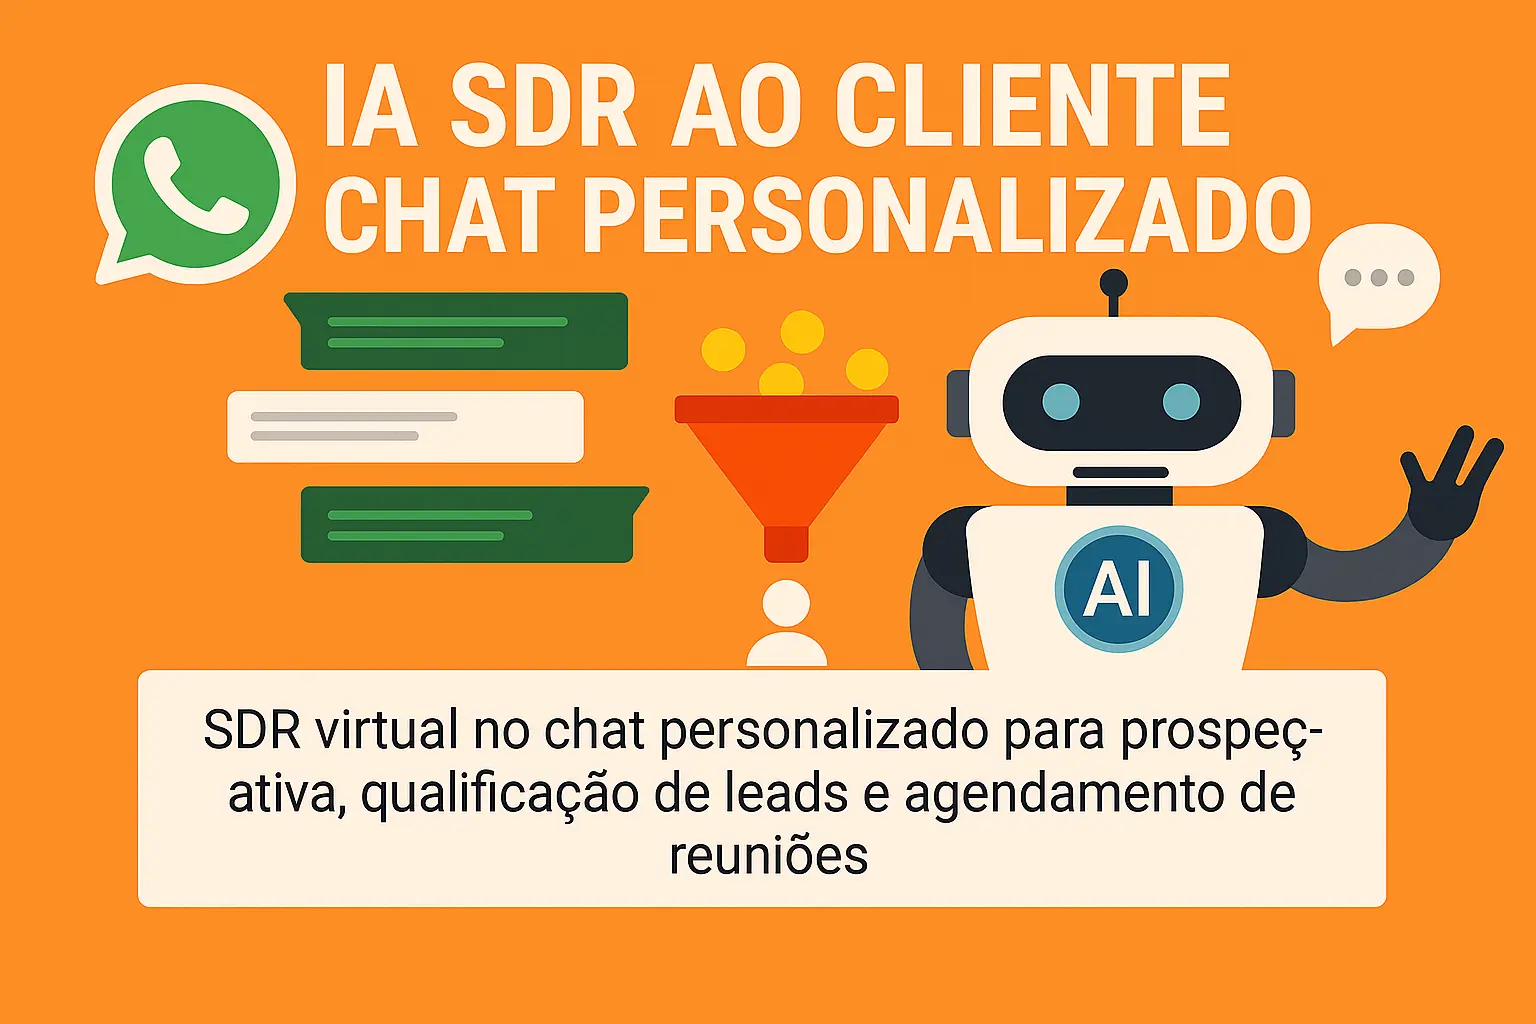 IA SDR AO CLIENTE
CHAT PERSONALIZADO
AI
SDR virtual no chat personalizado para prospeç-
ativa, qualificação de leads e agendamento de
reuniões